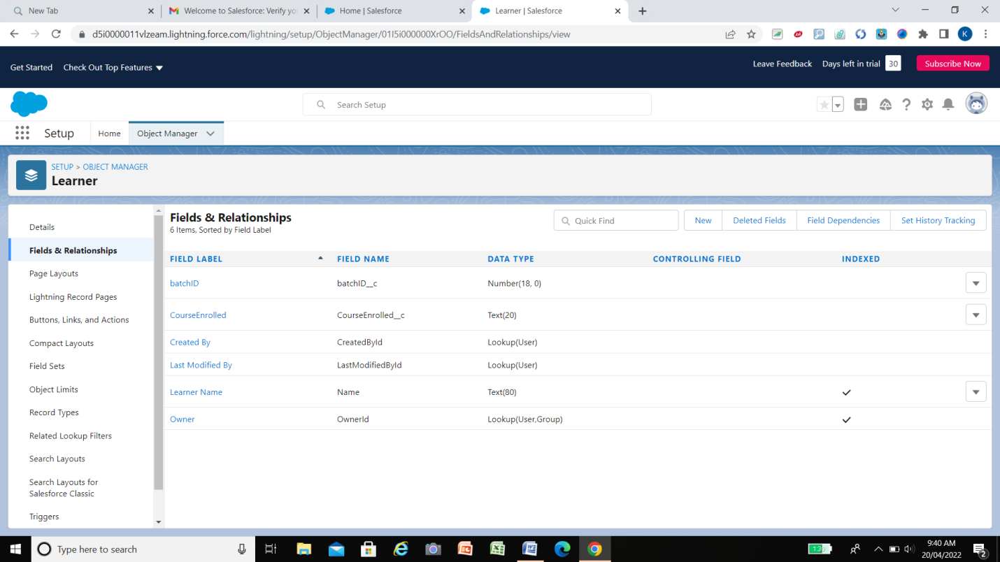 New Tab
Welcome to Salesforce: Verify you
Home | Salesforce
Learner | Salesforce
d5i0000011vlzeam.lightning.force.com/lightning/setup/ObjectManager/01I5i000000XrOO/FieldsAndRelationships/view
K
Get Started
Check Out Top Features
Leave Feedback
Days left in trial 30
Subscribe Now
Search Setup
Setup
Home
Object Manager
SETUP > OBJECT MANAGER
Learner
Details
Fields & Relationships
Page Layouts
Lightning Record Pages
Buttons, Links, and Actions
Compact Layouts
Field Sets
Object Limits
Record Types
Related Lookup Filters
Search Layouts
Search Layouts for
Salesforce Classic
Triggers
Fields & Relationships
6 Items, Sorted by Field Label
Quick Find
New
Deleted Fields
Field Dependencies
Set History Tracking
FIELD LABEL FIELD NAME DATA TYPE CONTROLLING FIELD INDEXED
batchID batchID__c Number(18, 0)
CourseEnrolled CourseEnrolled__c Text(20)
Created By CreatedById Lookup(User)
Last Modified By LastModifiedById Lookup(User)
Learner Name Name Text(80)
Owner OwnerId Lookup(User,Group)
Type here to search
9:40 AM
20/04/2022
2